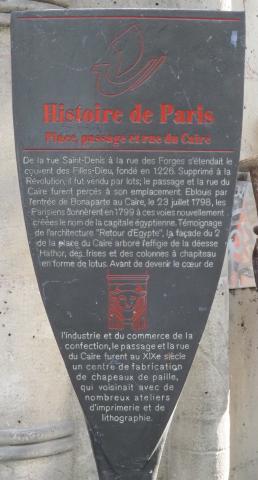 Histoire de Paris
Place, passage et rue du Caire
De la rue Saint-Denis à la rue des Forges s'étendait le
couvent des Filles-Dieu, fondé en 1226. Supprimé à la
Révolution, il fut vendu par lots; le passage et la rue du
Caire furent percés à son emplacement. Eblouis par
l'entrée de Bonaparte au Caire, le 23 juillet 1798, les
Parisiens donnèrent en 1799 à ces voies nouvellement
créées le nom de la capitale égyptienne. Témoignage
de l'architecture "Retour d'Egypte", la façade du 2
de la place du Caire arbore l'effigie de la déesse
Hathor, des frises et des colonnes à chapiteau
en forme de lotus. Avant de devenir le cœur de
l'industrie et du commerce de la
confection, le passage et la rue
du Caire furent au XIXe siècle
un centre de fabrication
de chapeaux de paille,
qui voisinait avec de
nombreux ateliers
d'imprimerie et de
lithographie.